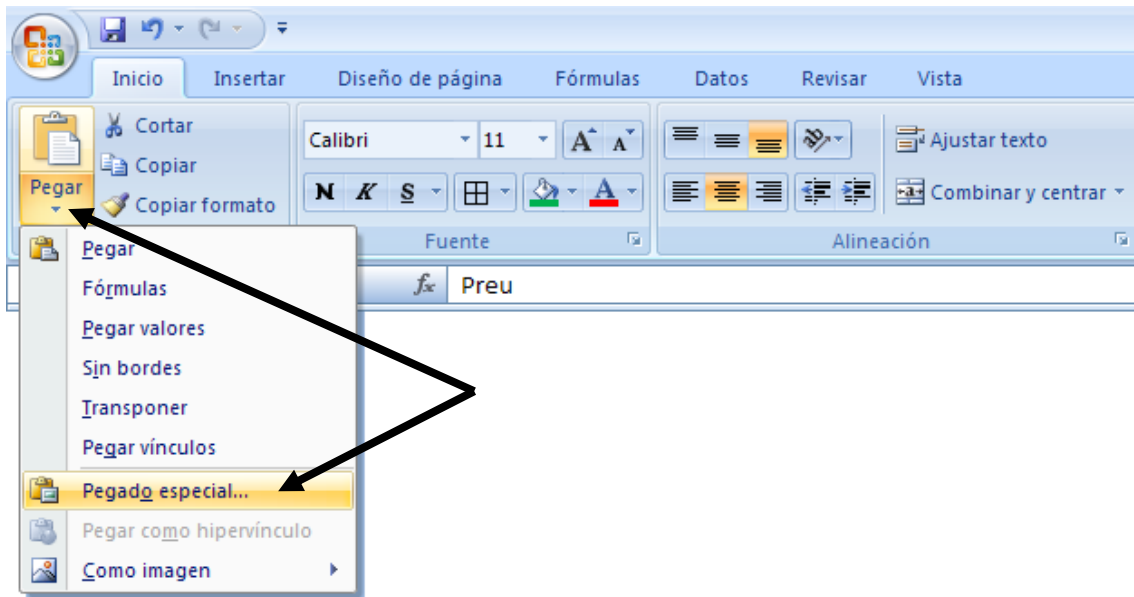 Inicio Insertar Diseño de página Fórmulas Datos Revisar Vista
Pegar
Cortar
Copiar
Copiar formato
Calibri 11 A A
N K S A
Fuente
Ajustar texto
Combinar y centrar
Alineación
fx Preu
Pegar
Fórmulas
Pegar valores
Sin bordes
Transponer
Pegar vínculos
Pegado especial...
Pegar como hipervínculo
Como imagen